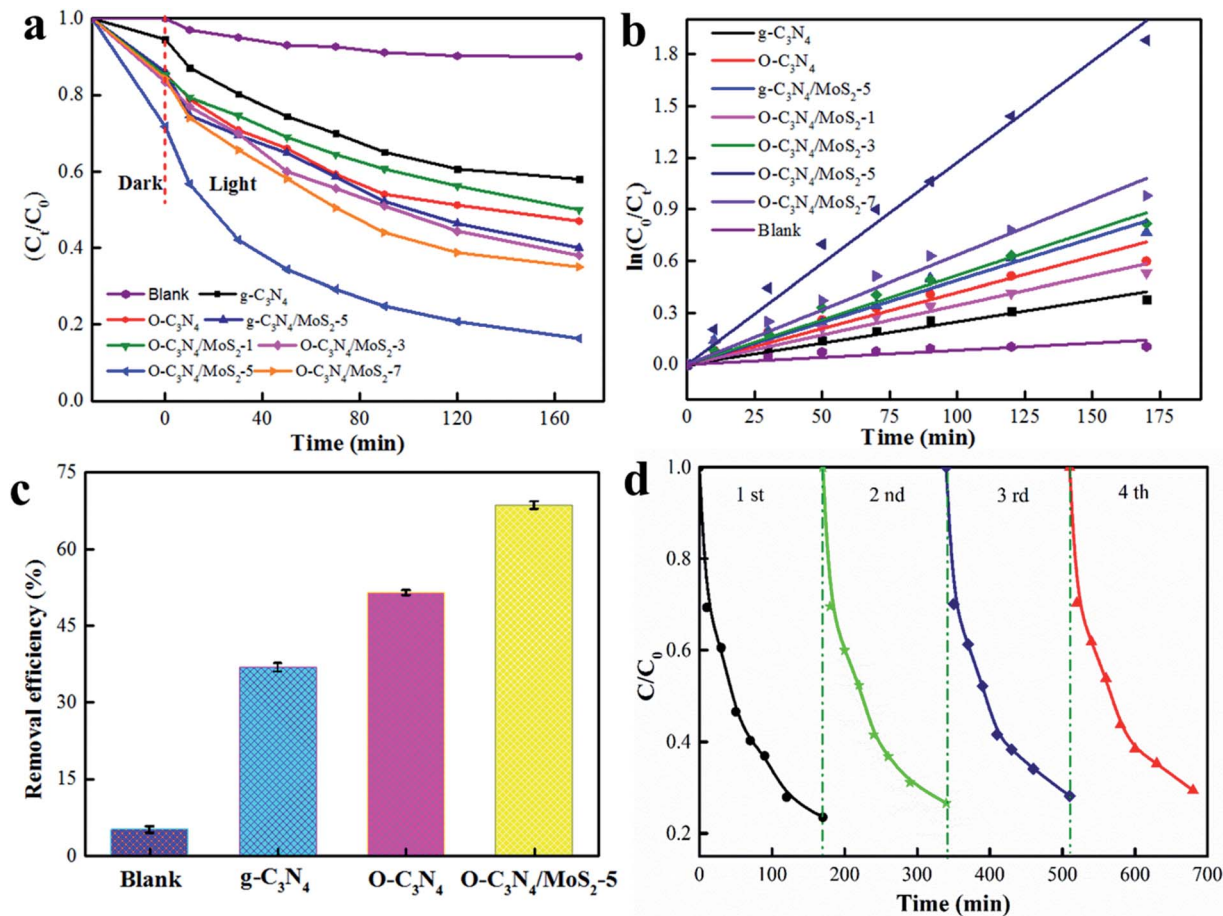 a
(Ct/C0)
1.0
0.8
0.6
0.4
0.2
0.0
Dark
Light
Blank
g-C3N4
O-C3N4
g-C3N4/MoS2-5
O-C3N4/MoS2-1
O-C3N4/MoS2-3
O-C3N4/MoS2-5
O-C3N4/MoS2-7
0 40 80 120 160
Time (min)
b
ln(C0/Ct)
1.8
1.5
1.2
0.9
0.6
0.3
0.0
g-C3N4
O-C3N4
g-C3N4/MoS2-5
O-C3N4/MoS2-1
O-C3N4/MoS2-3
O-C3N4/MoS2-5
O-C3N4/MoS2-7
Blank
0 25 50 75 100 125 150 175
Time (min)
c
Removal efficiency (%)
75
60
45
30
15
0
Blank g-C3N4 O-C3N4 O-C3N4/MoS2-5
d
C/C0
1.0
0.8
0.6
0.4
0.2
1 st 2 nd 3 rd 4 th
0 100 200 300 400 500 600 700
Time (min)